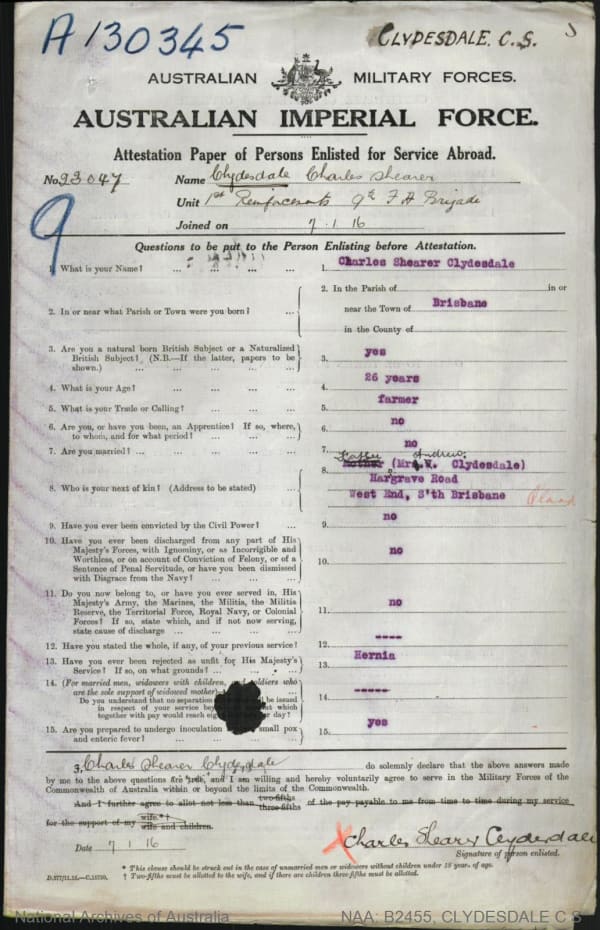 A130345
CLYDESDALE. C. S.
AUSTRALIAN MILITARY FORCES.
AUSTRALIAN IMPERIAL FORCE.
Attestation Paper of Persons Enlisted for Service Abroad.
No. 23047 Name Clydesdale Charles Shearer
Unit 1st Reinforcements 9th F A Brigade
Joined on 7.1.16
9
Questions to be put to the Person Enlisting before Attestation.
1. What is your Name? ... ... ... ... 1. Charles Shearer Clydesdale
2. In or near what Parish or Town were you born? ... 2. In the Parish of in or
near the Town of Brisbane
in the County of
3. Are you a natural born British Subject or a Naturalized
British Subject? (N.B.—If the latter, papers to be
shown.) ... ... ... ... 3. yes
4. What is your Age? ... ... ... 4. 26 years
5. What is your Trade or Calling? ... ... ... 5. farmer
6. Are you, or have you been, an Apprentice? If so, where,
to whom, and for what period? ... ... ... 6. no
7. Are you married? ... ... ... ... 7. no
Father Andrew.
8. Who is your next of kin? (Address to be stated) ... 8. Mother (Mr. Clydesdale)
Hargrave Road
West End, S'th Brisbane
9. Have you ever been convicted by the Civil Power? ... 9. no
10. Have you ever been discharged from any part of His
Majesty's Forces, with Ignominy, or as Incorrigible and
Worthless, or on account of Conviction of Felony, or of a
Sentence of Penal Servitude, or have you been dismissed
with Disgrace from the Navy? ... ... ... 10. no
11. Do you now belong to, or have you ever served in, His
Majesty's Army, the Marines, the Militia, the Militia
Reserve, the Territorial Force, Royal Navy, or Colonial
Forces? If so, state which, and if not now serving,
state cause of discharge ... ... ... ... 11. no
12. Have you stated the whole, if any, of your previous service? 12. ----
13. Have you ever been rejected as unfit for His Majesty's
Service? If so, on what grounds? ... ... 13. Hernia
14. (For married men, widowers with children, and soldiers who
are the sole support of widowed mother)
Do you understand that no separation be issued
in respect of your service which
together with pay would reach day? 14. -----
15. Are you prepared to undergo inoculation small pox
and enteric fever? ... ... 15. yes
I, Charles Shearer Clydesdale do solemnly declare that the above answers made
by me to the above questions are true, and I am willing and hereby voluntarily agree to serve in the Military Forces of the
Commonwealth of Australia within or beyond the limits of the Commonwealth.
And I further agree to allot not less than two-fifths three-fifths of the pay payable to me from time to time during my service
for the support of my wife.*† wife and children.
Date 7 1 16 Charles Shearer Clydesdale
Signature of person enlisted.
* This clause should be struck out in the case of unmarried men or widowers without children under 18 years of age.
† Two-fifths must be allotted to the wife, and if there are children three-fifths must be allotted.
National Archives of Australia NAA: B2455, CLYDESDALE C S